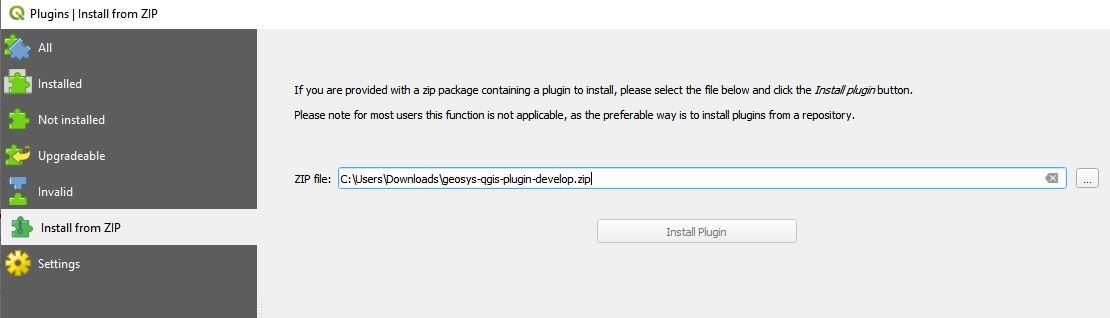 Plugins | Install from ZIP
All
Installed
Not installed
Upgradeable
Invalid
Install from ZIP
Settings
If you are provided with a zip package containing a plugin to install, please select the file below and click the Install plugin button.
Please note for most users this function is not applicable, as the preferable way is to install plugins from a repository.
ZIP file: C:\Users\Downloads\geosys-qgis-plugin-develop.zip ...
Install Plugin